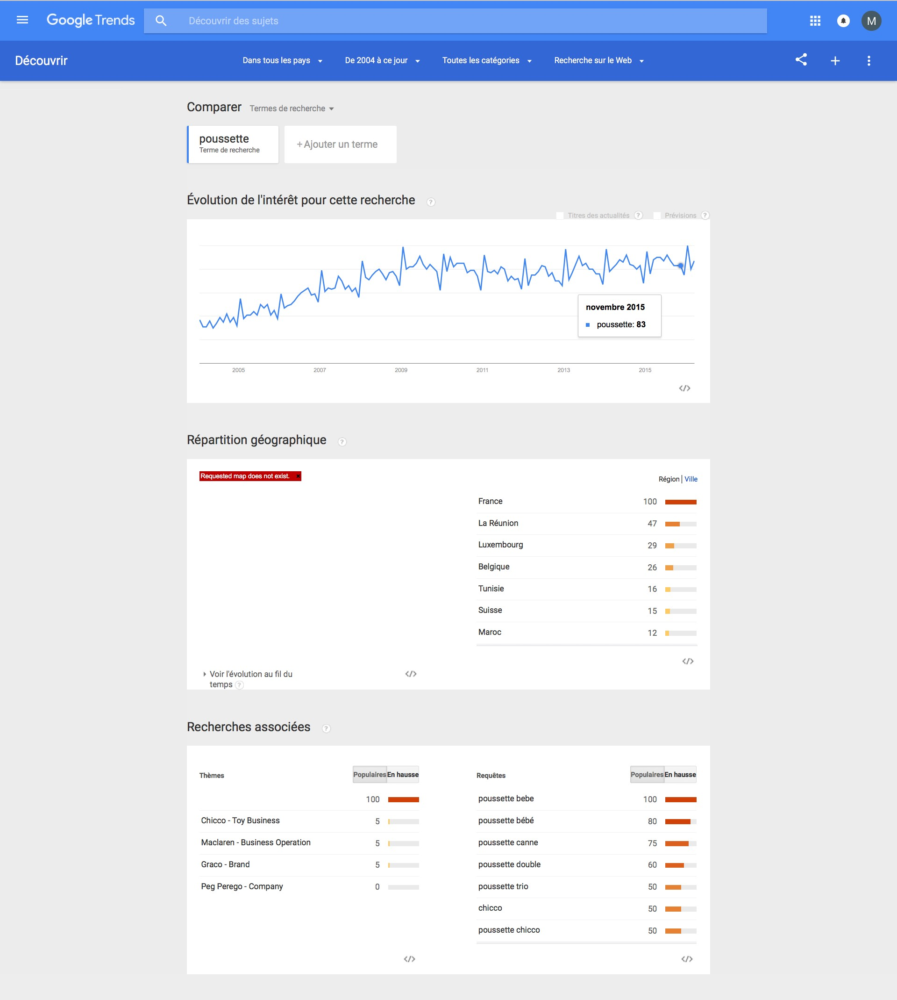 Google Trends
Découvrir des sujets
M
Découvrir
Dans tous les pays
De 2004 à ce jour
Toutes les catégories
Recherche sur le Web
Comparer
Termes de recherche
poussette
Terme de recherche
+Ajouter un terme
Évolution de l'intérêt pour cette recherche ?
Titres des actualités ?
Prévisions ?
novembre 2015
poussette: 83
2005
2007
2009
2011
2013
2015
</>
Répartition géographique ?
Requested map does not exist. ×
Région | Ville
France 100
La Réunion 47
Luxembourg 29
Belgique 26
Tunisie 16
Suisse 15
Maroc 12
</>
Voir l'évolution au fil du
temps ?
</>
Recherches associées ?
Thèmes
Populaires En hausse
100
Chicco - Toy Business 5
Maclaren - Business Operation 5
Graco - Brand 5
Peg Perego - Company 0
</>
Requêtes
Populaires En hausse
poussette bebe 100
poussette bébé 80
poussette canne 75
poussette double 60
poussette trio 50
chicco 50
poussette chicco 50
</>